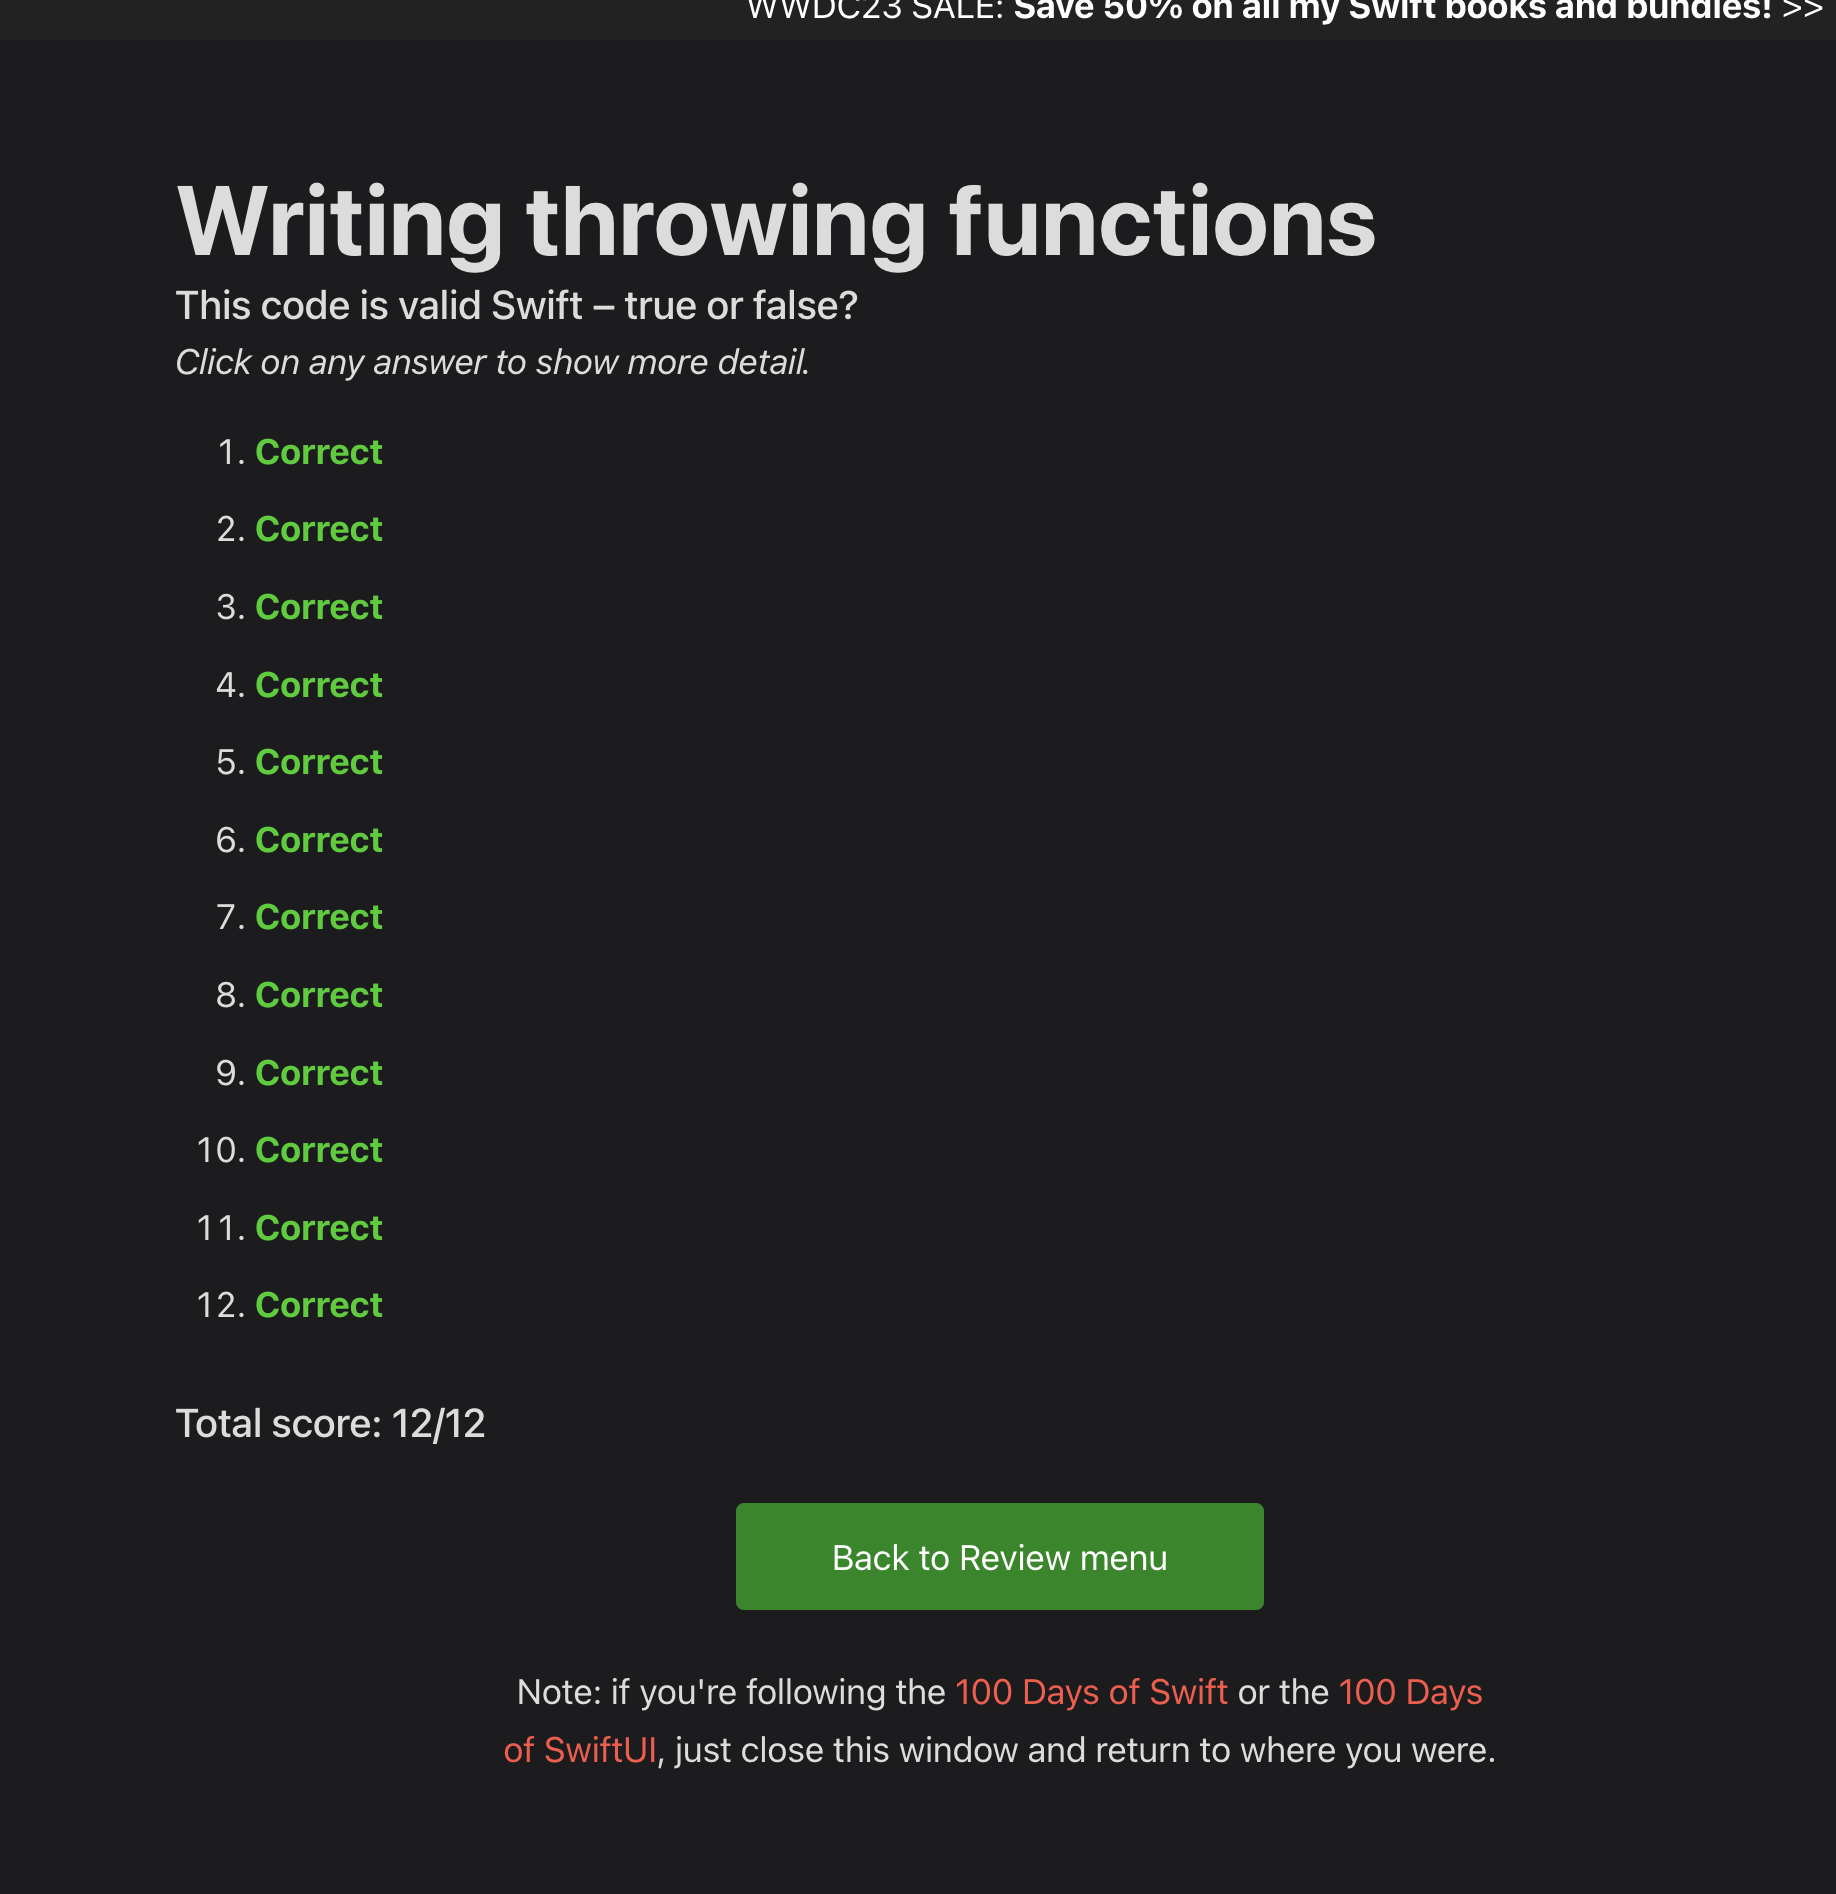 WWDC23 SALE: Save 50% on all my Swift books and bundles! >>
Writing throwing functions
This code is valid Swift – true or false?
Click on any answer to show more detail.
1. Correct
2. Correct
3. Correct
4. Correct
5. Correct
6. Correct
7. Correct
8. Correct
9. Correct
10. Correct
11. Correct
12. Correct
Total score: 12/12
Back to Review menu
Note: if you're following the 100 Days of Swift or the 100 Days
of SwiftUI, just close this window and return to where you were.